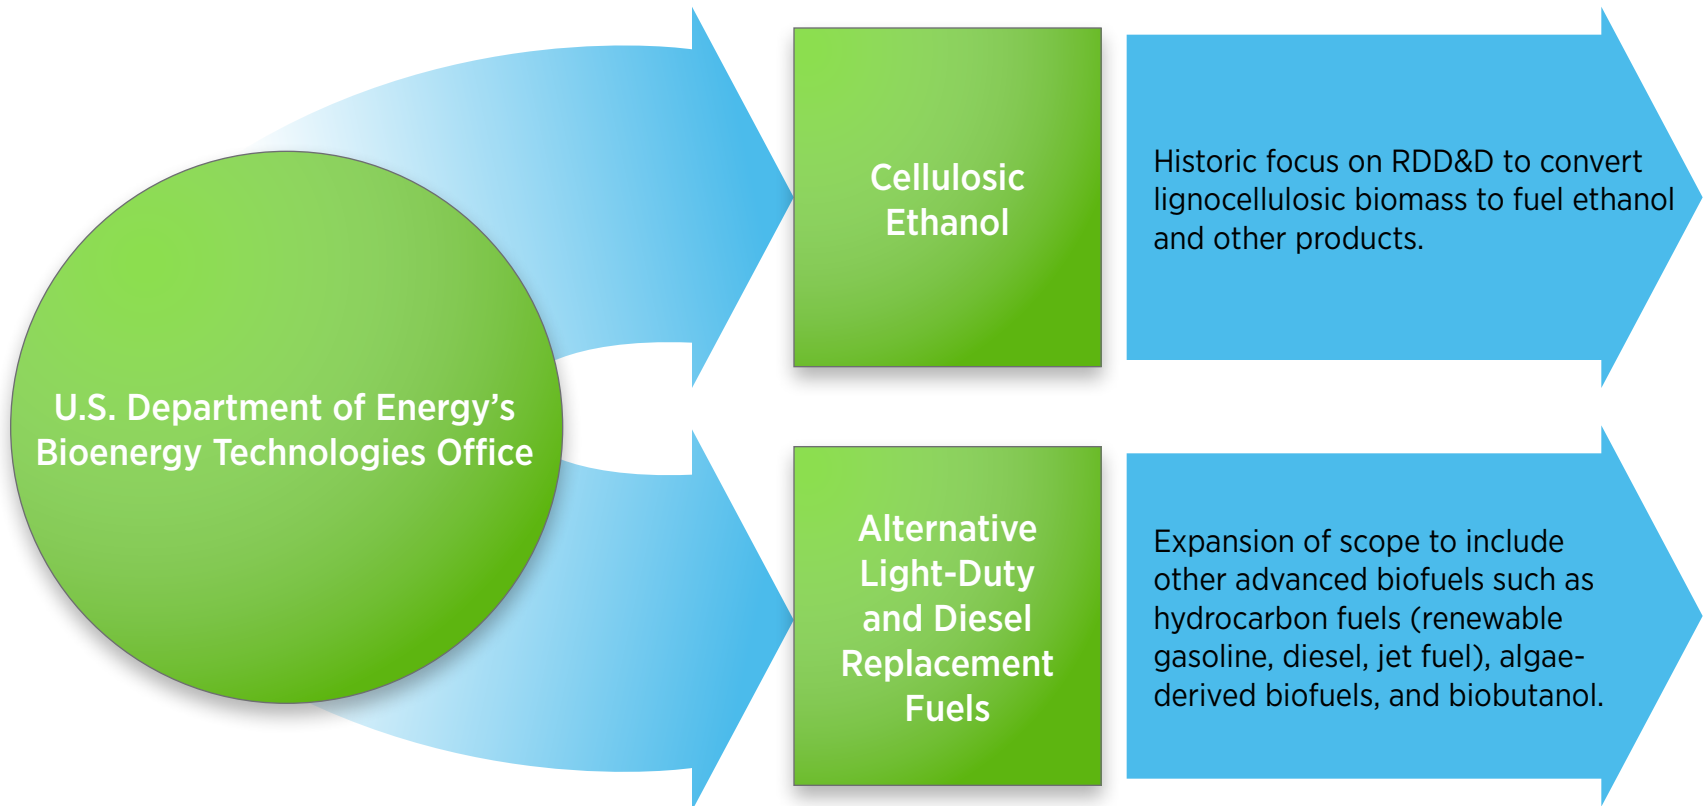 U.S. Department of Energy’s
Bioenergy Technologies Office
Cellulosic
Ethanol
Historic focus on RDD&D to convert
lignocellulosic biomass to fuel ethanol
and other products.
Alternative
Light-Duty
and Diesel
Replacement
Fuels
Expansion of scope to include
other advanced biofuels such as
hydrocarbon fuels (renewable
gasoline, diesel, jet fuel), algae-
derived biofuels, and biobutanol.